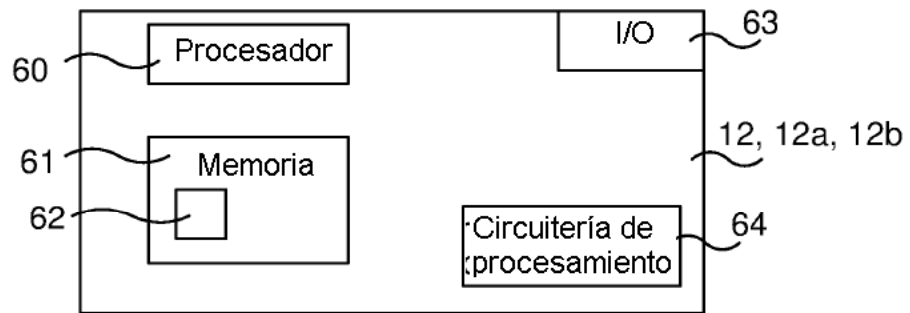 Procesador
60
I/O
63
61
Memoria
62
12, 12a, 12b
Circuitería de
procesamiento
64